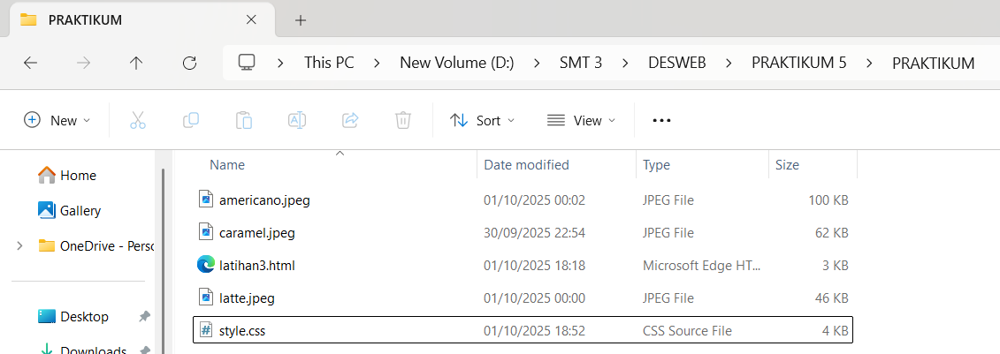 PRAKTIKUM
This PC > New Volume (D:) > SMT 3 > DESWEB > PRAKTIKUM 5 > PRAKTIKUM
New Sort View
Home
Gallery
OneDrive - Perso
Desktop
Downloads
Name Date modified Type Size
americano.jpeg 01/10/2025 00:02 JPEG File 100 KB
caramel.jpeg 30/09/2025 22:54 JPEG File 62 KB
latihan3.html 01/10/2025 18:18 Microsoft Edge HT... 3 KB
latte.jpeg 01/10/2025 00:00 JPEG File 46 KB
style.css 01/10/2025 18:52 CSS Source File 4 KB